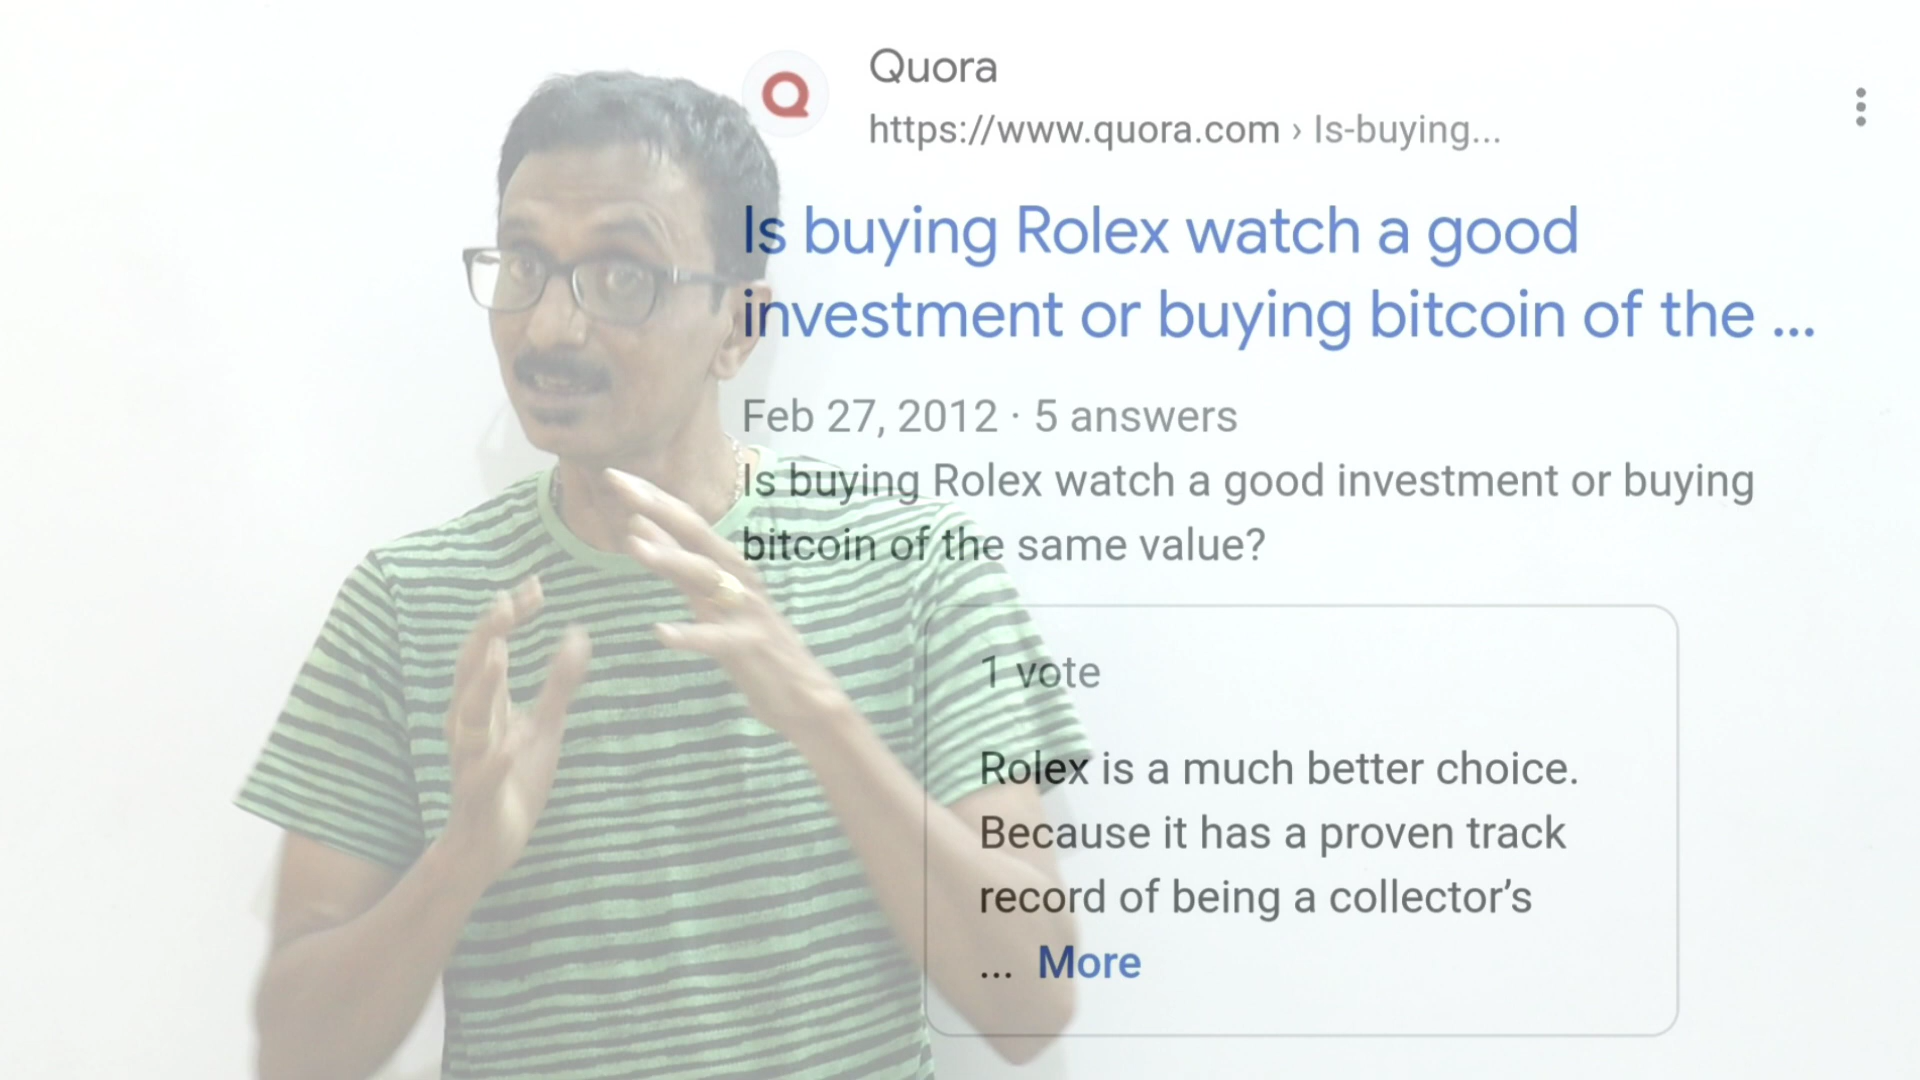 Quora
https://www.quora.com › Is-buying...
Is buying Rolex watch a good
investment or buying bitcoin of the ...
Feb 27, 2012 · 5 answers
Is buying Rolex watch a good investment or buying
bitcoin of the same value?
1 vote
Rolex is a much better choice.
Because it has a proven track
record of being a collector’s
... More